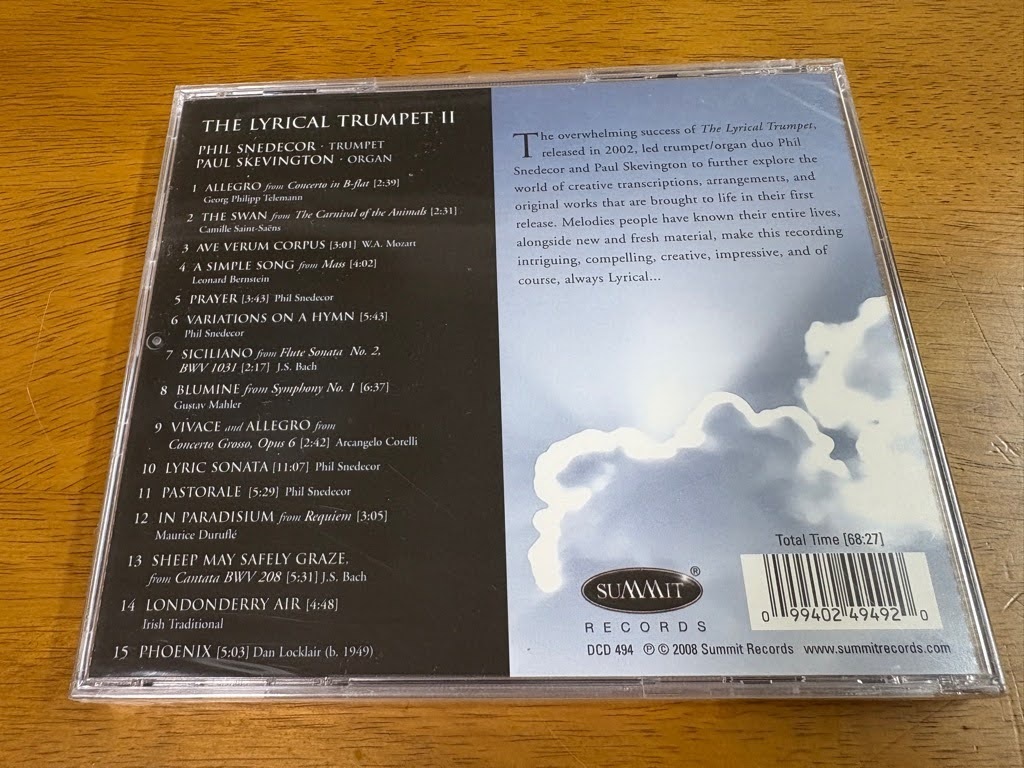 THE LYRICAL TRUMPET II
PHIL SNEDECOR · TRUMPET
PAUL SKEVINGTON · ORGAN
1 ALLEGRO from Concerto in B-flat [2:39]
Georg Philipp Telemann
2 THE SWAN from The Carnival of the Animals [2:31]
Camille Saint-Saëns
3 AVE VERUM CORPUS [3:01] W.A. Mozart
4 A SIMPLE SONG from Mass [4:02]
Leonard Bernstein
5 PRAYER [3:43] Phil Snedecor
6 VARIATIONS ON A HYMN [5:43]
Phil Snedecor
7 SICILIANO from Flute Sonata No. 2,
BWV 1031 [2:17] J.S. Bach
8 BLUMINE from Symphony No. 1 [6:37]
Gustav Mahler
9 VIVACE and ALLEGRO from
Concerto Grosso, Opus 6 [2:42] Arcangelo Corelli
10 LYRIC SONATA [11:07] Phil Snedecor
11 PASTORALE [5:29] Phil Snedecor
12 IN PARADISIUM from Requiem [3:05]
Maurice Duruflé
13 SHEEP MAY SAFELY GRAZE,
from Cantata BWV 208 [5:31] J.S. Bach
14 LONDONDERRY AIR [4:48]
Irish Traditional
15 PHOENIX [5:03] Dan Locklair (b. 1949)
The overwhelming success of The Lyrical Trumpet,
released in 2002, led trumpet/organ duo Phil
Snedecor and Paul Skevington to further explore the
world of creative transcriptions, arrangements, and
original works that are brought to life in their first
release. Melodies people have known their entire lives,
alongside new and fresh material, make this recording
intriguing, compelling, creative, impressive, and of
course, always Lyrical...
Total Time [68:27]
SUMMIT®
RECORDS
0 99402 49492 0
DCD 494 ℗ © 2008 Summit Records www.summitrecords.com